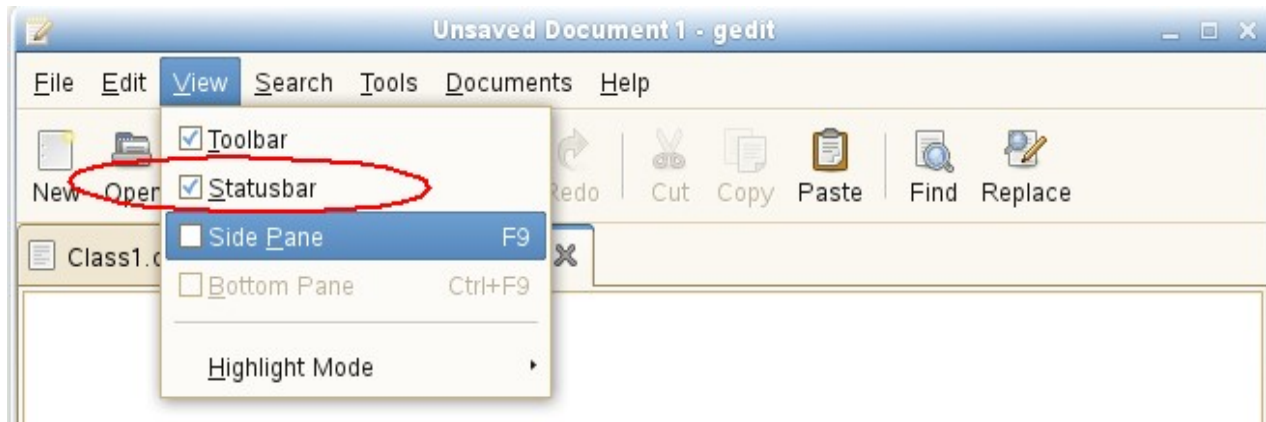 Unsaved Document 1 - gedit
File Edit View Search Tools Documents Help
Toolbar
New Open Redo Cut Copy Paste Find Replace
Statusbar
Side Pane F9
Class1.
Bottom Pane Ctrl+F9
Highlight Mode